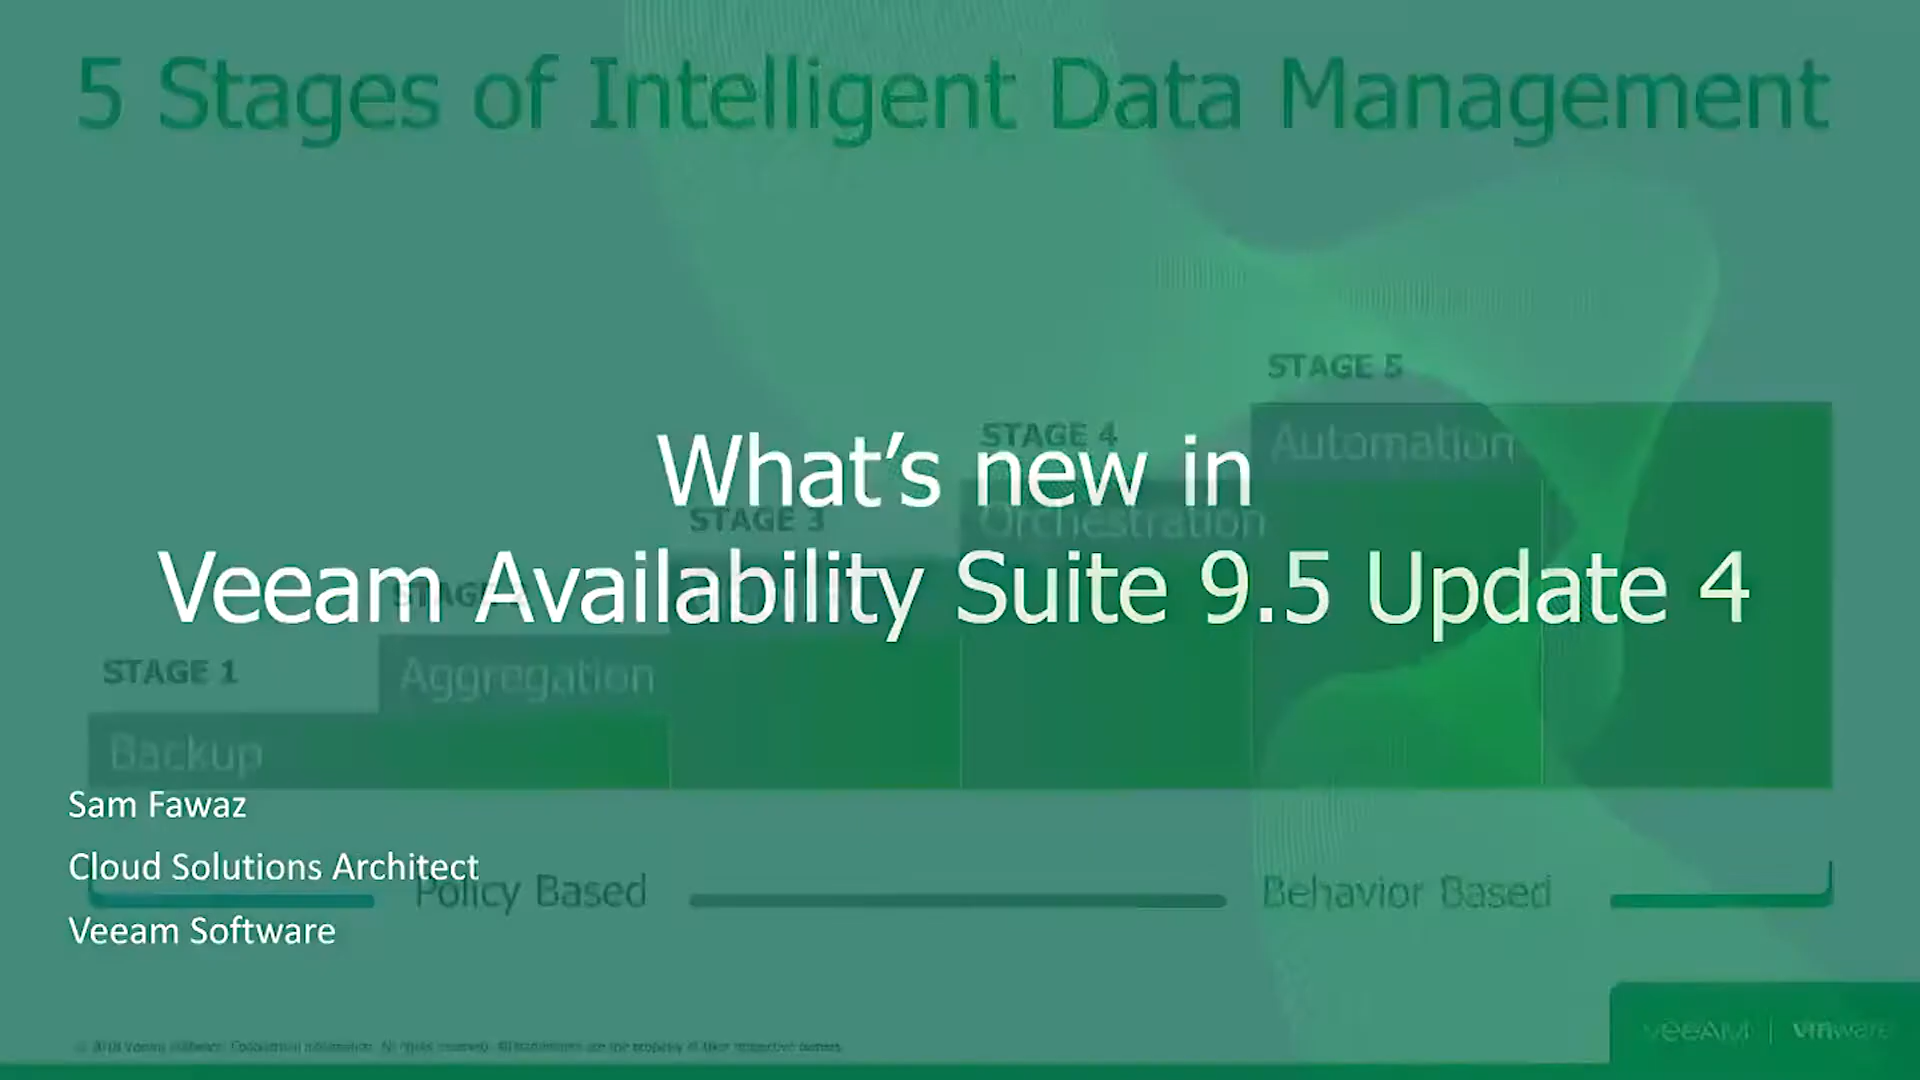 5 Stages of Intelligent Data Management
STAGE 5
Automation
STAGE 4
Orchestration
What's new in
STAGE 3
Veeam Availability Suite 9.5 Update 4
STAGE
Aggregation
STAGE 1
Backup
Sam Fawaz
Cloud Solutions Architect
Policy Based
Behavior Based
Veeam Software
veeAM | vmware